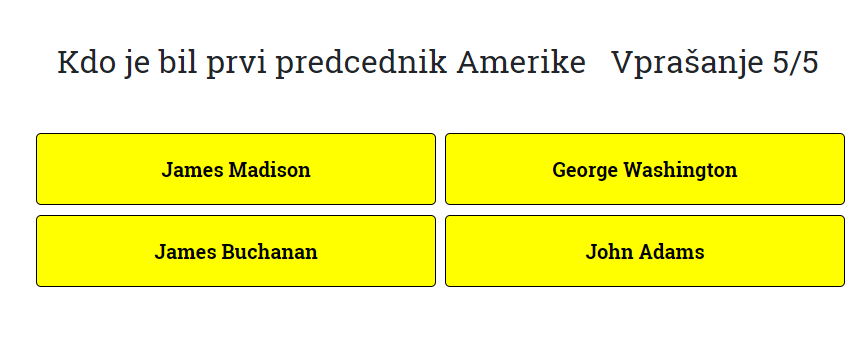 Kdo je bil prvi predcednik Amerike Vprašanje 5/5
James Madison
George Washington
James Buchanan
John Adams